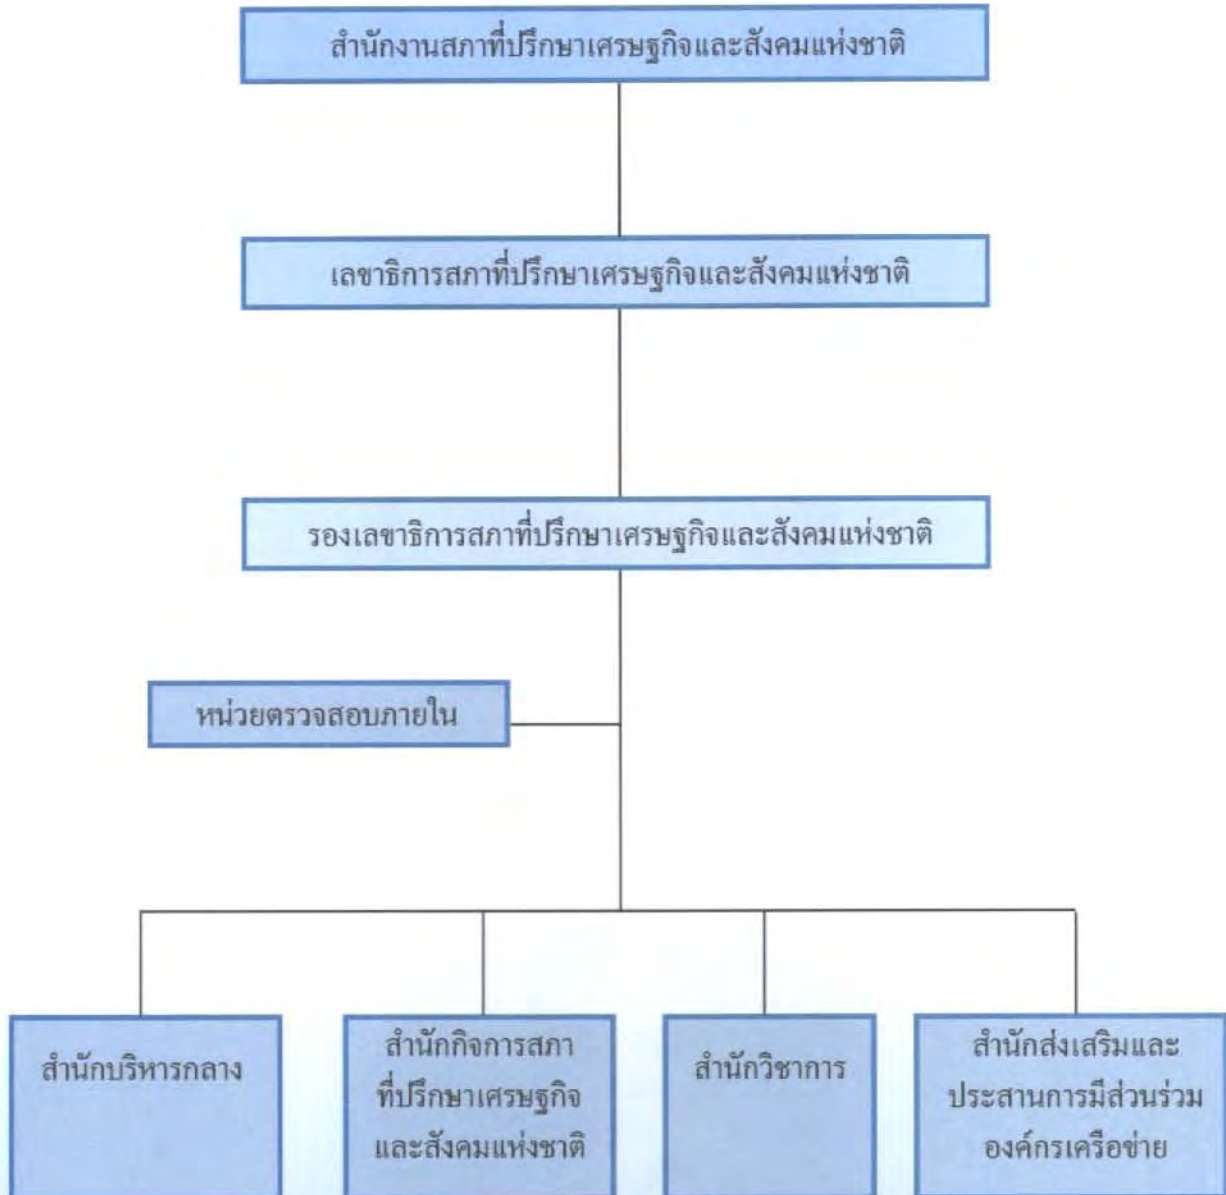 สำนักงานสภาที่ปรึกษาเศรษฐกิจและสังคมแห่งชาติ
เลขาธิการสภาที่ปรึกษาเศรษฐกิจและสังคมแห่งชาติ
รองเลขาธิการสภาที่ปรึกษาเศรษฐกิจและสังคมแห่งชาติ
หน่วยตรวจสอบภายใน
สำนักบริหารกลาง
สำนักกิจการสภา
ที่ปรึกษาเศรษฐกิจ
และสังคมแห่งชาติ
สำนักวิชาการ
สำนักส่งเสริมและ
ประสานการมีส่วนร่วม
องค์กรเครือข่าย